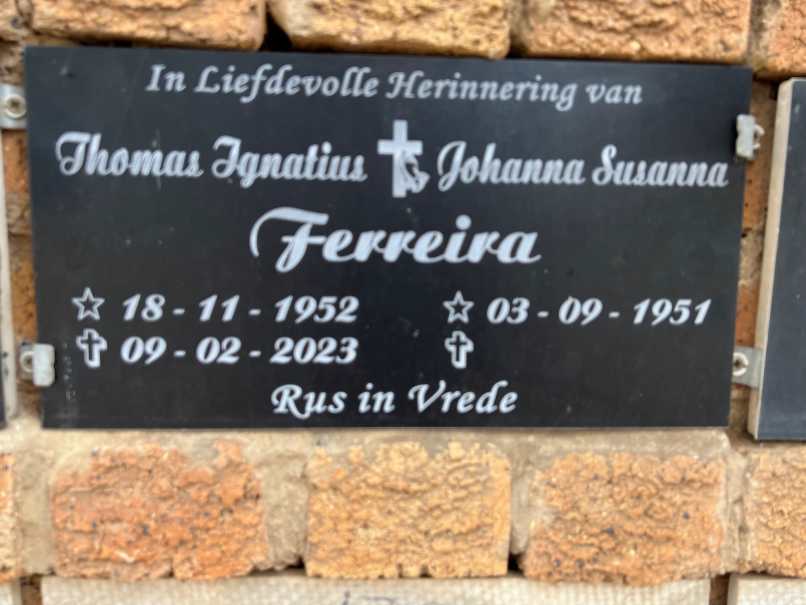 In Liefdevolle Herinnering van
Thomas Ignatius Johanna Susanna
Ferreira
18 - 11 - 1952 03 - 09 - 1951
09 - 02 - 2023
Rus in Vrede